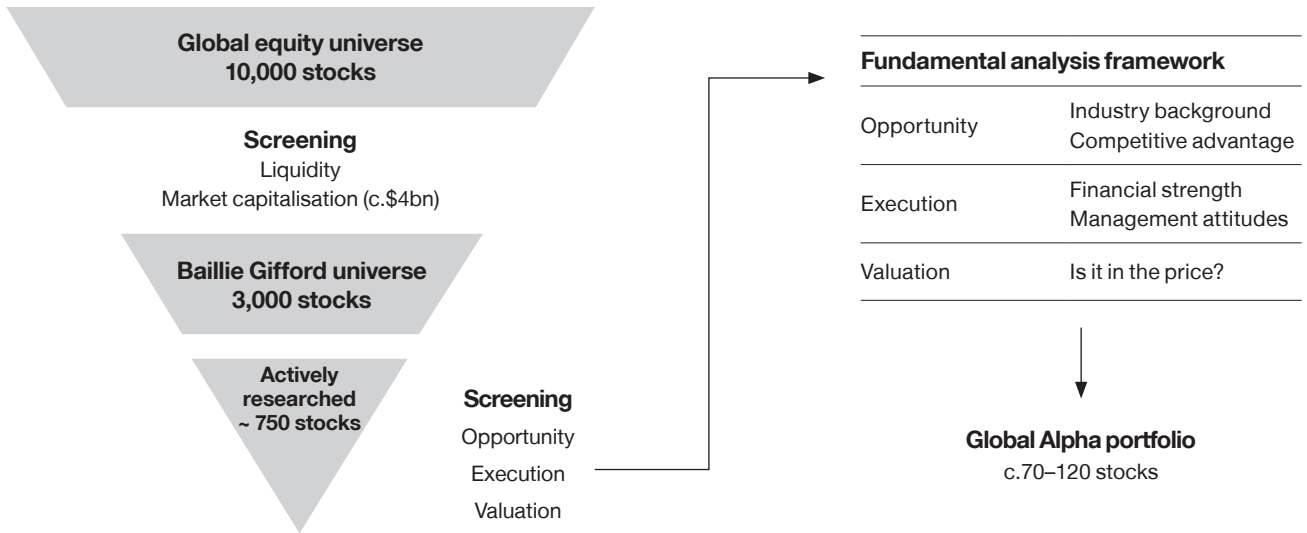 Global equity universe
10,000 stocks
Screening
Liquidity
Market capitalisation (c.$4bn)
Baillie Gifford universe
3,000 stocks
Actively
researched
~ 750 stocks
Screening
Opportunity
Execution
Valuation
Fundamental analysis framework
Opportunity
Industry background
Competitive advantage
Execution
Financial strength
Management attitudes
Valuation
Is it in the price?
Global Alpha portfolio
c.70–120 stocks